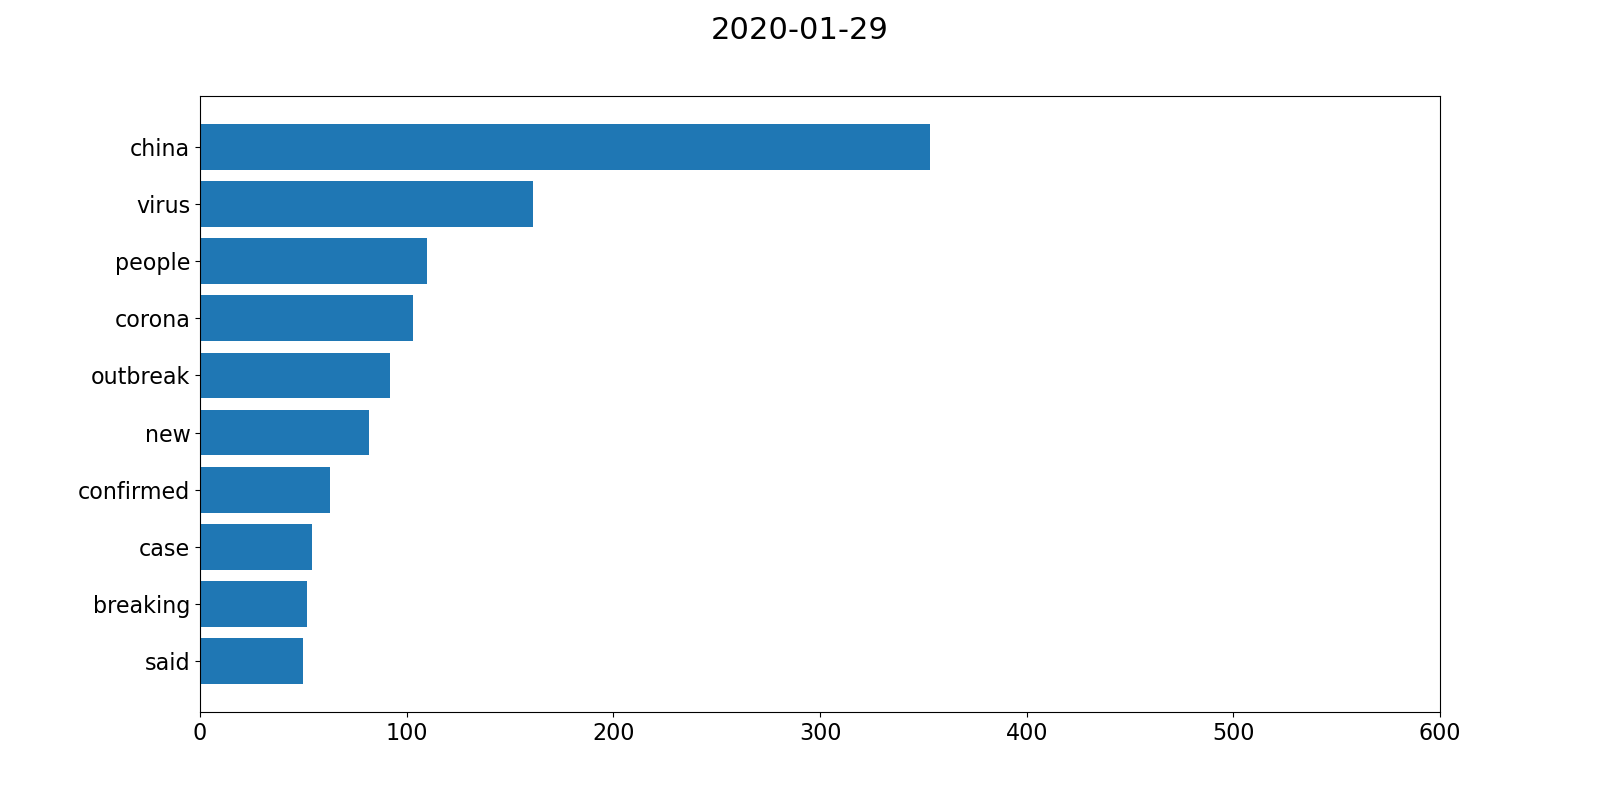 2020-01-29
china
virus
people
corona
outbreak
new
confirmed
case
breaking
said
0 100 200 300 400 500 600